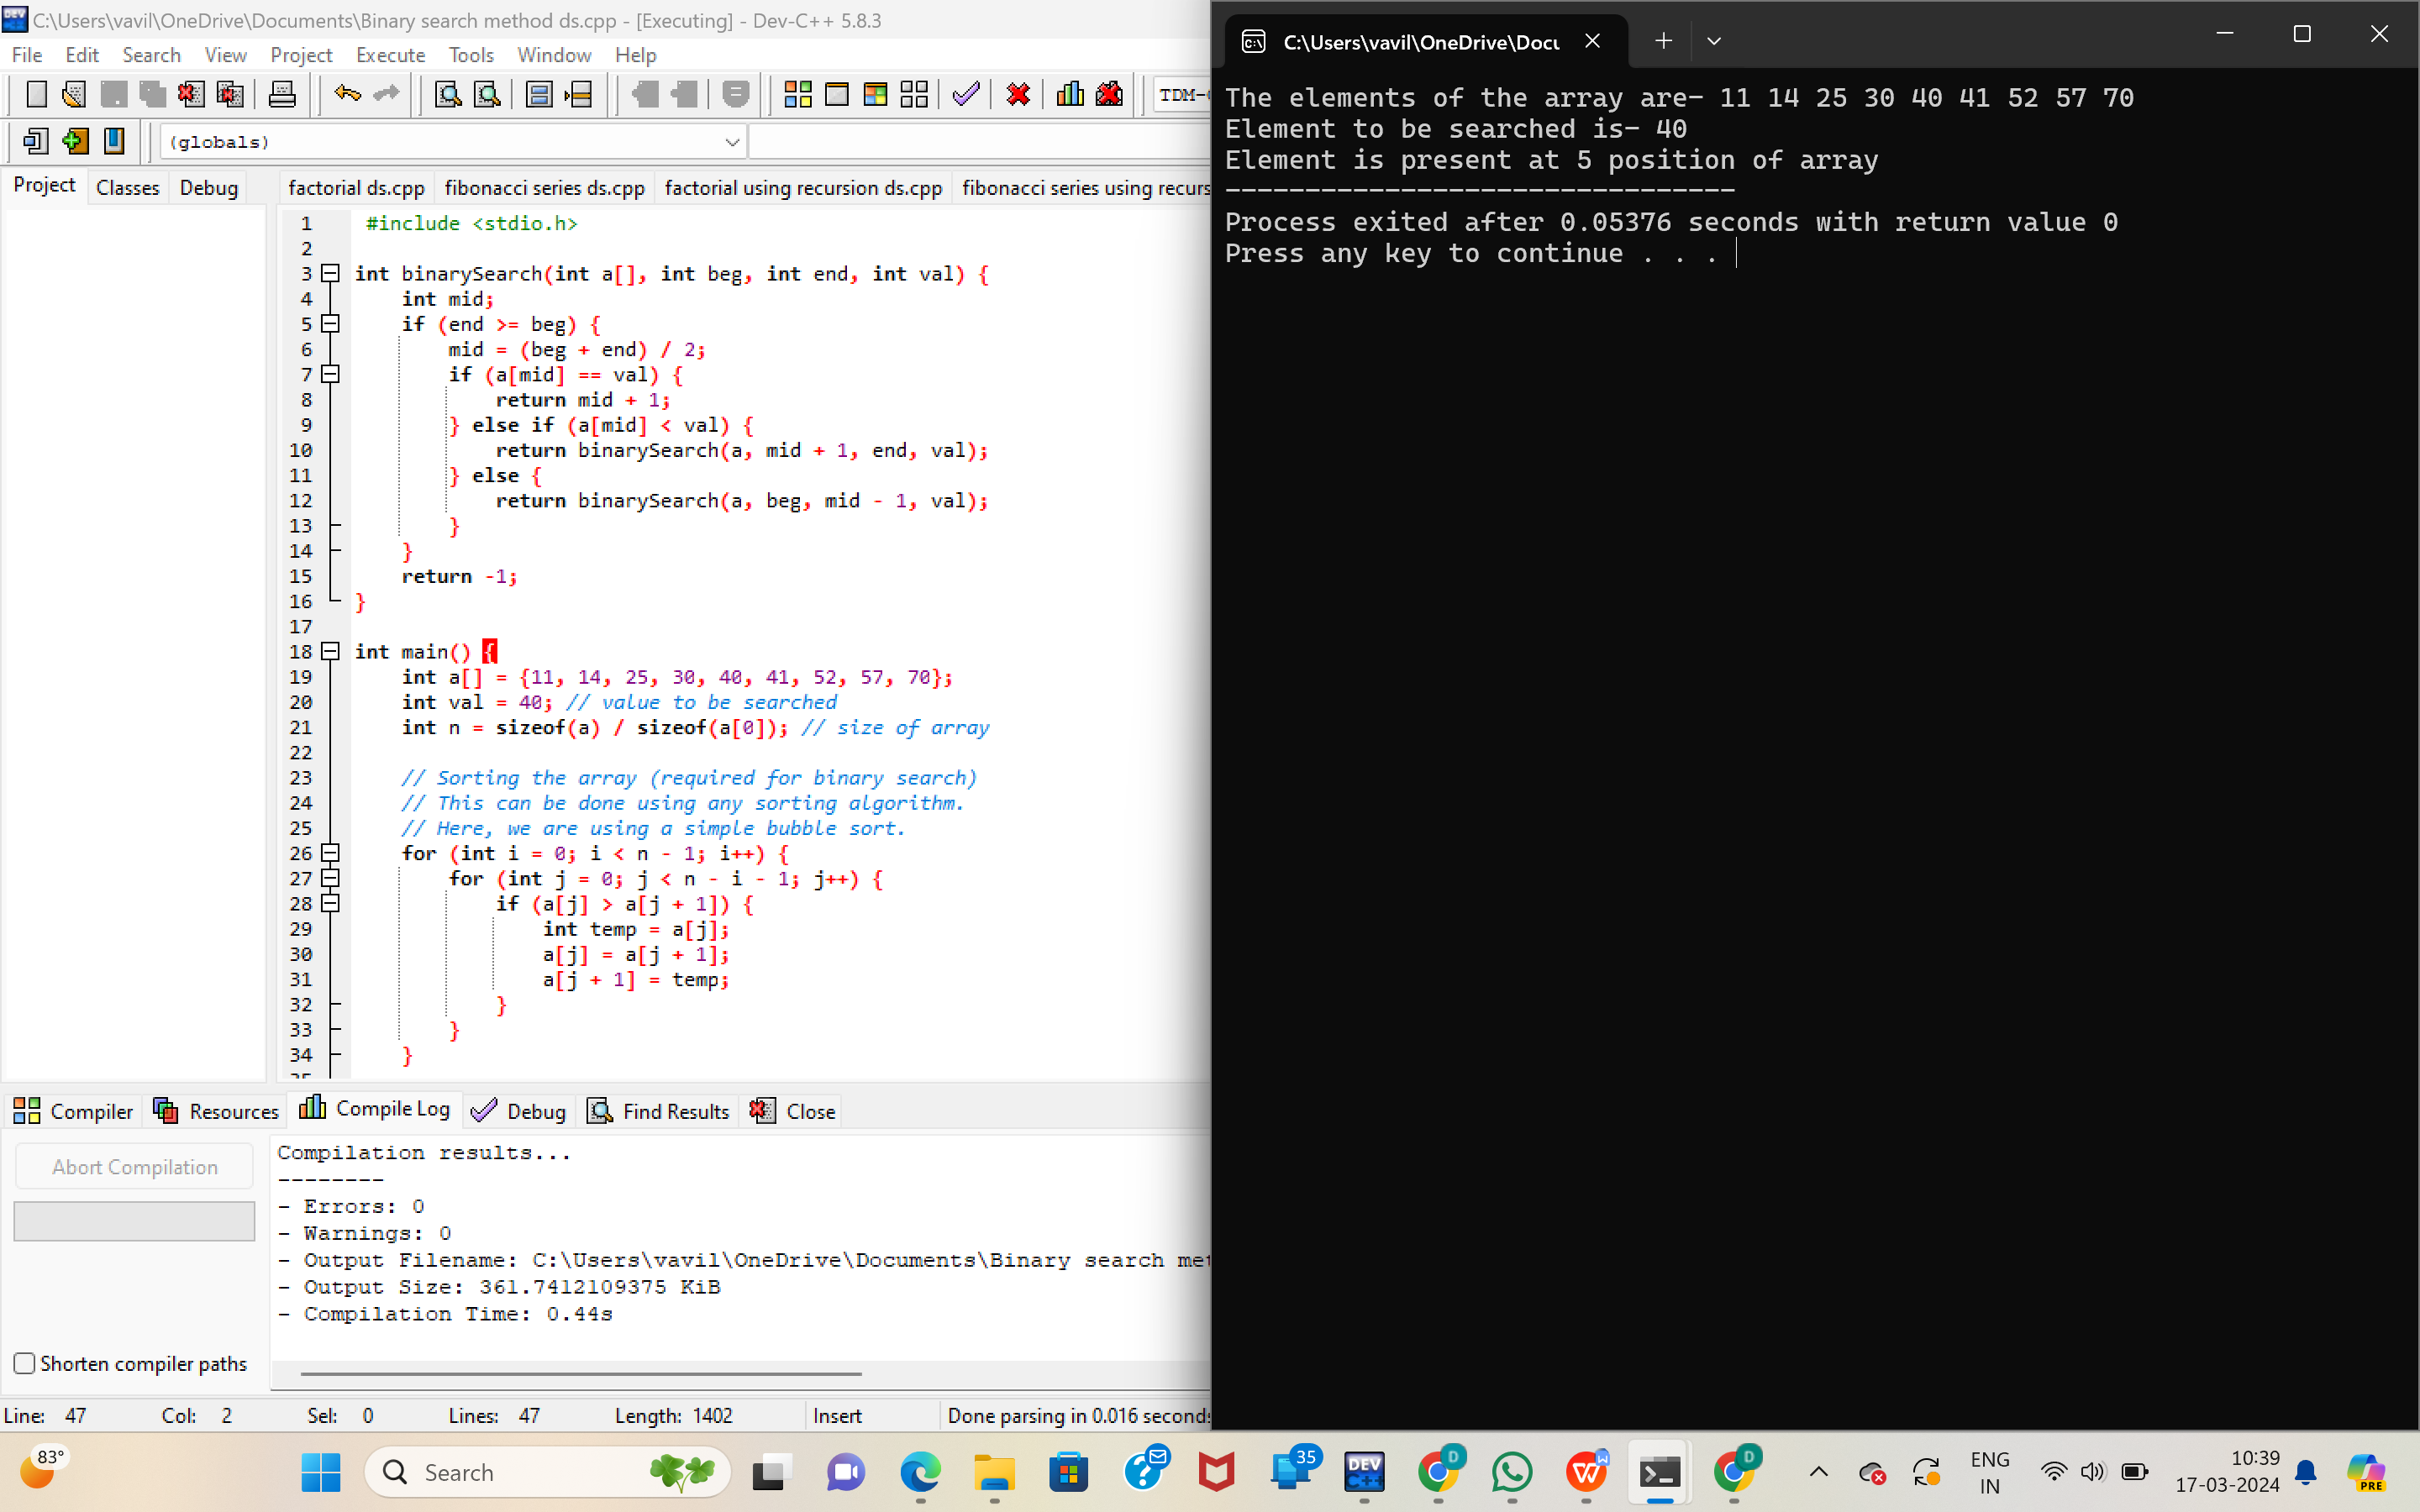 C:\Users\vavil\OneDrive\Documents\Binary search method ds.cpp - [Executing] - Dev-C++ 5.8.3
File Edit Search View Project Execute Tools Window Help
TDM-
(globals)
Project Classes Debug
factorial ds.cpp fibonacci series ds.cpp factorial using recursion ds.cpp fibonacci series using recurs
1 #include <stdio.h>
2
3 int binarySearch(int a[], int beg, int end, int val) {
4 int mid;
5 if (end >= beg) {
6 mid = (beg + end) / 2;
7 if (a[mid] == val) {
8 return mid + 1;
9 } else if (a[mid] < val) {
10 return binarySearch(a, mid + 1, end, val);
11 } else {
12 return binarySearch(a, beg, mid - 1, val);
13 }
14 }
15 return -1;
16 }
17
18 int main() {
19 int a[] = {11, 14, 25, 30, 40, 41, 52, 57, 70};
20 int val = 40; // value to be searched
21 int n = sizeof(a) / sizeof(a[0]); // size of array
22
23 // Sorting the array (required for binary search)
24 // This can be done using any sorting algorithm.
25 // Here, we are using a simple bubble sort.
26 for (int i = 0; i < n - 1; i++) {
27 for (int j = 0; j < n - i - 1; j++) {
28 if (a[j] > a[j + 1]) {
29 int temp = a[j];
30 a[j] = a[j + 1];
31 a[j + 1] = temp;
32 }
33 }
34 }
Compiler Resources Compile Log Debug Find Results Close
Abort Compilation
Shorten compiler paths
Compilation results...
--------
- Errors: 0
- Warnings: 0
- Output Filename: C:\Users\vavil\OneDrive\Documents\Binary search met
- Output Size: 361.7412109375 KiB
- Compilation Time: 0.44s
Line: 47 Col: 2 Sel: 0 Lines: 47 Length: 1402 Insert Done parsing in 0.016 seconds
C:\Users\vavil\OneDrive\Docu
The elements of the array are- 11 14 25 30 40 41 52 57 70
Element to be searched is- 40
Element is present at 5 position of array
--------------------------------
Process exited after 0.05376 seconds with return value 0
Press any key to continue . . .
83°
Search
35
DEV C++
D
D
ENG
IN
10:39
17-03-2024
PRE